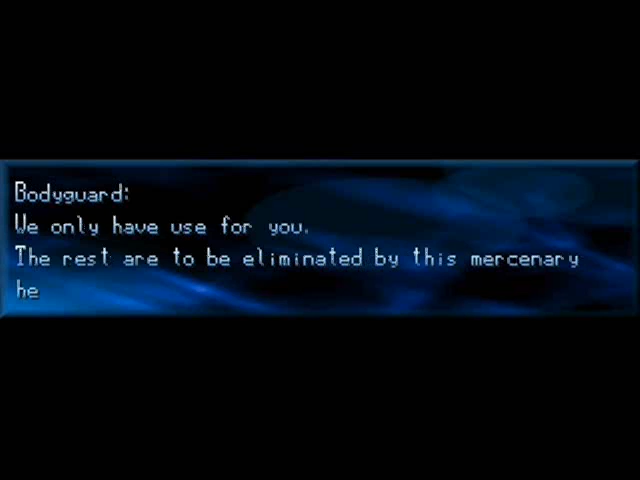 Bodyguard:
We only have use for you.
The rest are to be eliminated by this mercenary
he